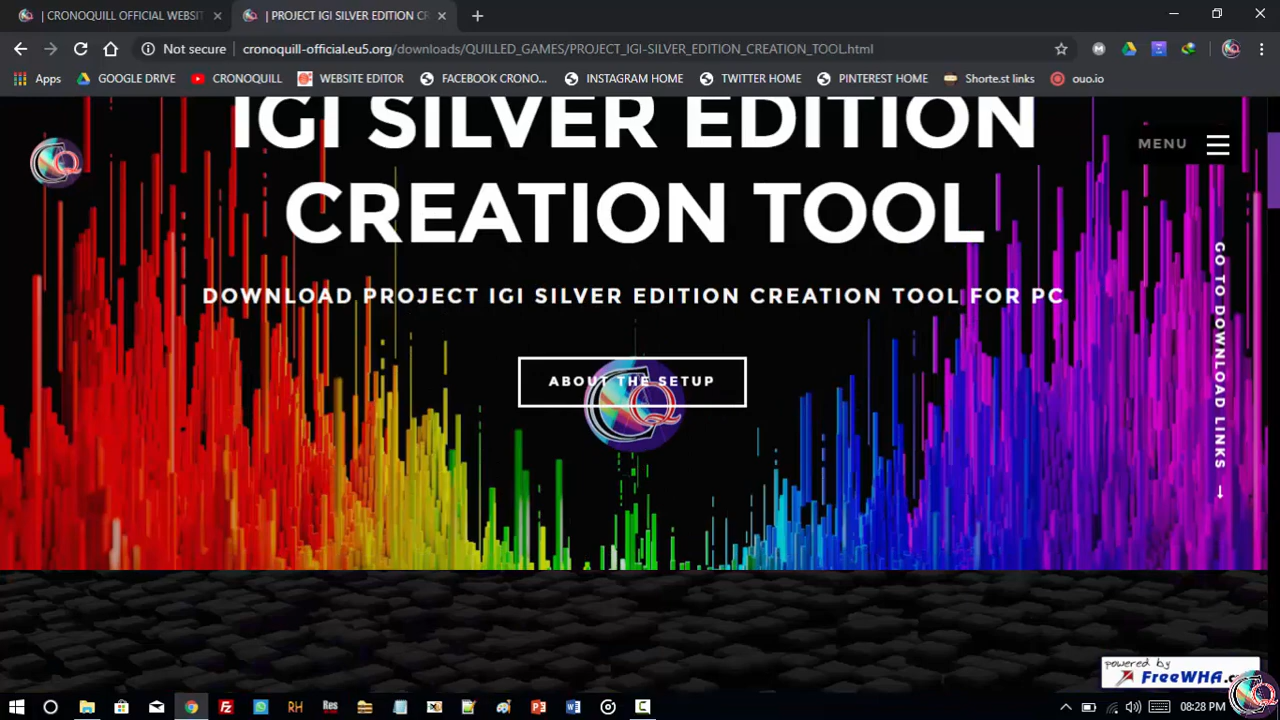 | CRONOQUILL OFFICIAL WEBSIT
| PROJECT IGI SILVER EDITION CR
Not secure
cronoquill-official.eu5.org/downloads/QUILLED_GAMES/PROJECT_IGI-SILVER_EDITION_CREATION_TOOL.html
Apps
GOOGLE DRIVE
CRONOQUILL
WEBSITE EDITOR
FACEBOOK CRONO...
INSTAGRAM HOME
TWITTER HOME
PINTEREST HOME
Shorte.st links
ouo.io
IGI SILVER EDITION
CREATION TOOL
MENU
DOWNLOAD PROJECT IGI SILVER EDITION CREATION TOOL FOR PC
ABOUT THE SETUP
GO TO DOWNLOAD LINKS
powered by
FreeWHA.c
08:28 PM